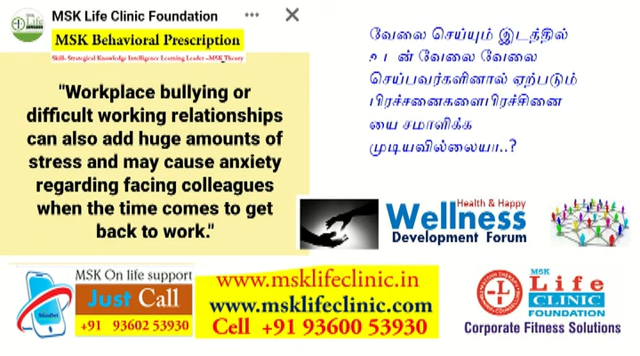 MSK Life Clinic Foundation
MSK Behavioral Prescription
Skill- Strategical Knowledge Intelligence Learning Leader -MSK_Theory
"Workplace bullying or
difficult working relationships
can also add huge amounts of
stress and may cause anxiety
regarding facing colleagues
when the time comes to get
back to work."
வேலை செய்யும் இடத்தில்
உடன் வேலை வேலை
செய்பவர்களினால் ஏற்படும்
பிரச்சனைகளைபிரச்சினை
யை சமாளிக்க
முடியவில்லையா..?
Health & Happy
Wellness
Development Forum
MSK On life support
Just Call
+91 93602 53930
www.msklifeclinic.in
www.msklifeclinic.com
Cell +91 93600 53930
MSK
Life
CLINIC
FOUNDATION
Corporate Fitness Solutions